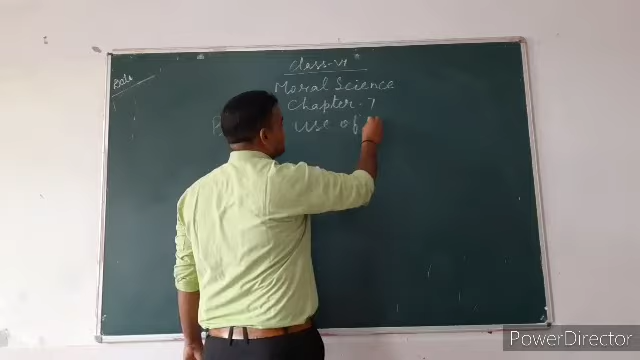 Date
Class-VI
Moral Science
Chapter-7
use of
PowerDirector